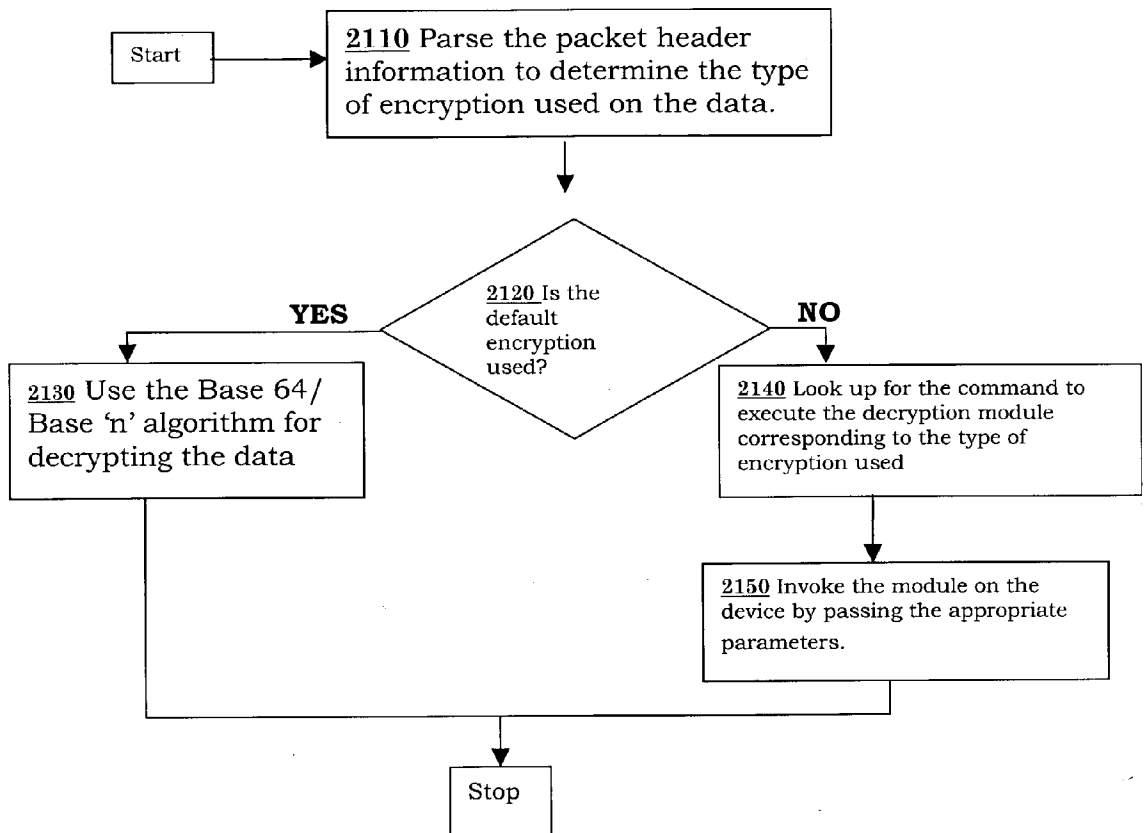 Start
2110 Parse the packet header
information to determine the type
of encryption used on the data.
2120 Is the
default
encryption
used?
YES
NO
2130 Use the Base 64/
Base ‘n’ algorithm for
decrypting the data
2140 Look up for the command to
execute the decryption module
corresponding to the type of
encryption used
2150 Invoke the module on the
device by passing the appropriate
parameters.
Stop